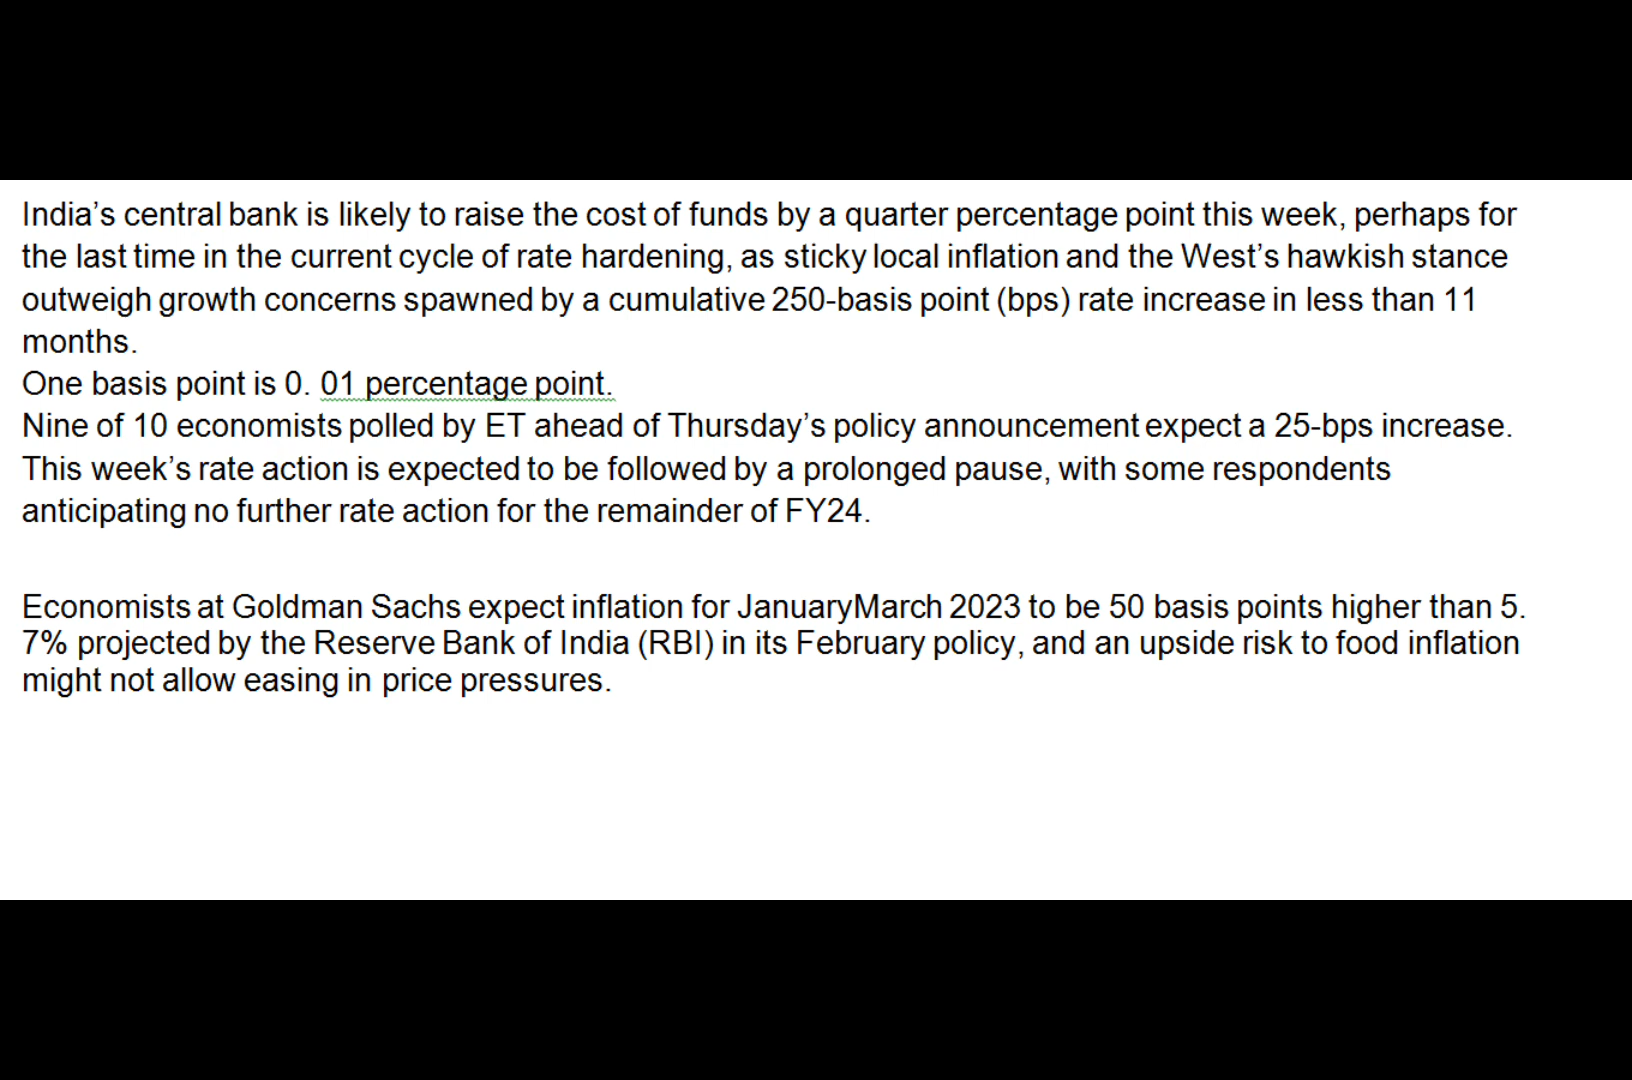 India’s central bank is likely to raise the cost of funds by a quarter percentage point this week, perhaps for
the last time in the current cycle of rate hardening, as sticky local inflation and the West’s hawkish stance
outweigh growth concerns spawned by a cumulative 250-basis point (bps) rate increase in less than 11
months.
One basis point is 0. 01 percentage point.
Nine of 10 economists polled by ET ahead of Thursday’s policy announcement expect a 25-bps increase.
This week’s rate action is expected to be followed by a prolonged pause, with some respondents
anticipating no further rate action for the remainder of FY24.
Economists at Goldman Sachs expect inflation for JanuaryMarch 2023 to be 50 basis points higher than 5.
7% projected by the Reserve Bank of India (RBI) in its February policy, and an upside risk to food inflation
might not allow easing in price pressures.